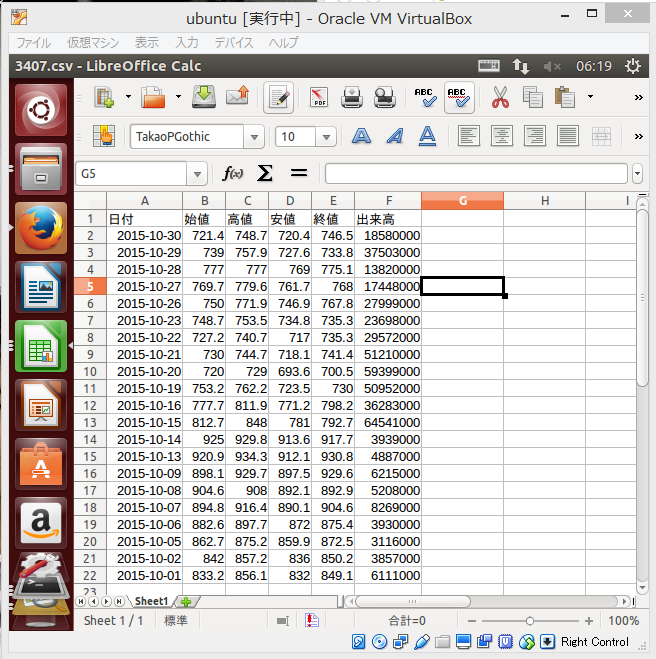 ubuntu [実行中] - Oracle VM VirtualBox
ファイル 仮想マシン 表示 入力 デバイス ヘルプ
3407.csv - LibreOffice Calc 06:19
PDF ABC ABC
TakaoPGothic 10 A A A
G5 f(x) Σ =
A B C D E F G H I
1 日付 始値 高値 安値 終値 出来高
2 2015-10-30 721.4 748.7 720.4 746.5 18580000
3 2015-10-29 739 757.9 727.6 733.8 37503000
4 2015-10-28 777 777 769 775.1 13820000
5 2015-10-27 769.7 779.6 761.7 768 17448000
6 2015-10-26 750 771.9 746.9 767.8 27999000
7 2015-10-23 748.7 753.5 734.8 735.3 23698000
8 2015-10-22 727.2 740.7 717 735.3 29572000
9 2015-10-21 730 744.7 718.1 741.4 51210000
10 2015-10-20 720 729 693.6 700.5 59399000
11 2015-10-19 753.2 762.2 723.5 730 50952000
12 2015-10-16 777.7 811.9 771.2 798.2 36283000
13 2015-10-15 812.7 848 781 792.7 64541000
14 2015-10-14 925 929.8 913.6 917.7 3939000
15 2015-10-13 920.9 934.3 912.1 930.8 4887000
16 2015-10-09 898.1 929.7 897.5 929.6 6215000
17 2015-10-08 904.6 908 892.1 892.9 5208000
18 2015-10-07 894.8 916.4 890.1 904.6 8269000
19 2015-10-06 882.6 897.7 872 875.4 3930000
20 2015-10-05 862.7 875.2 859.9 872.5 3116000
21 2015-10-02 842 857.2 836 850.2 3857000
22 2015-10-01 833.2 856.1 832 849.1 6111000
23
Sheet1
Sheet 1 / 1 標準 合計=0 100%
Right Control